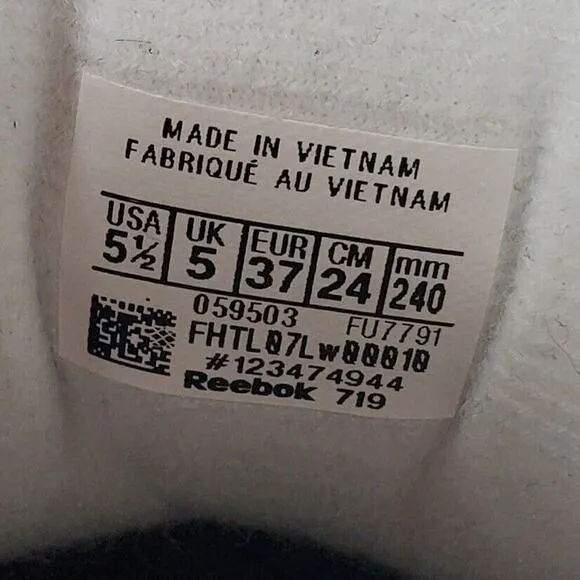 MADE IN VIETNAM
FABRIQUÉ AU VIETNAM
USA UK EUR CM mm
5½ 5 37 24 240
059503 FU7791
FHTL07Lw00010
#123474944
Reebok 719